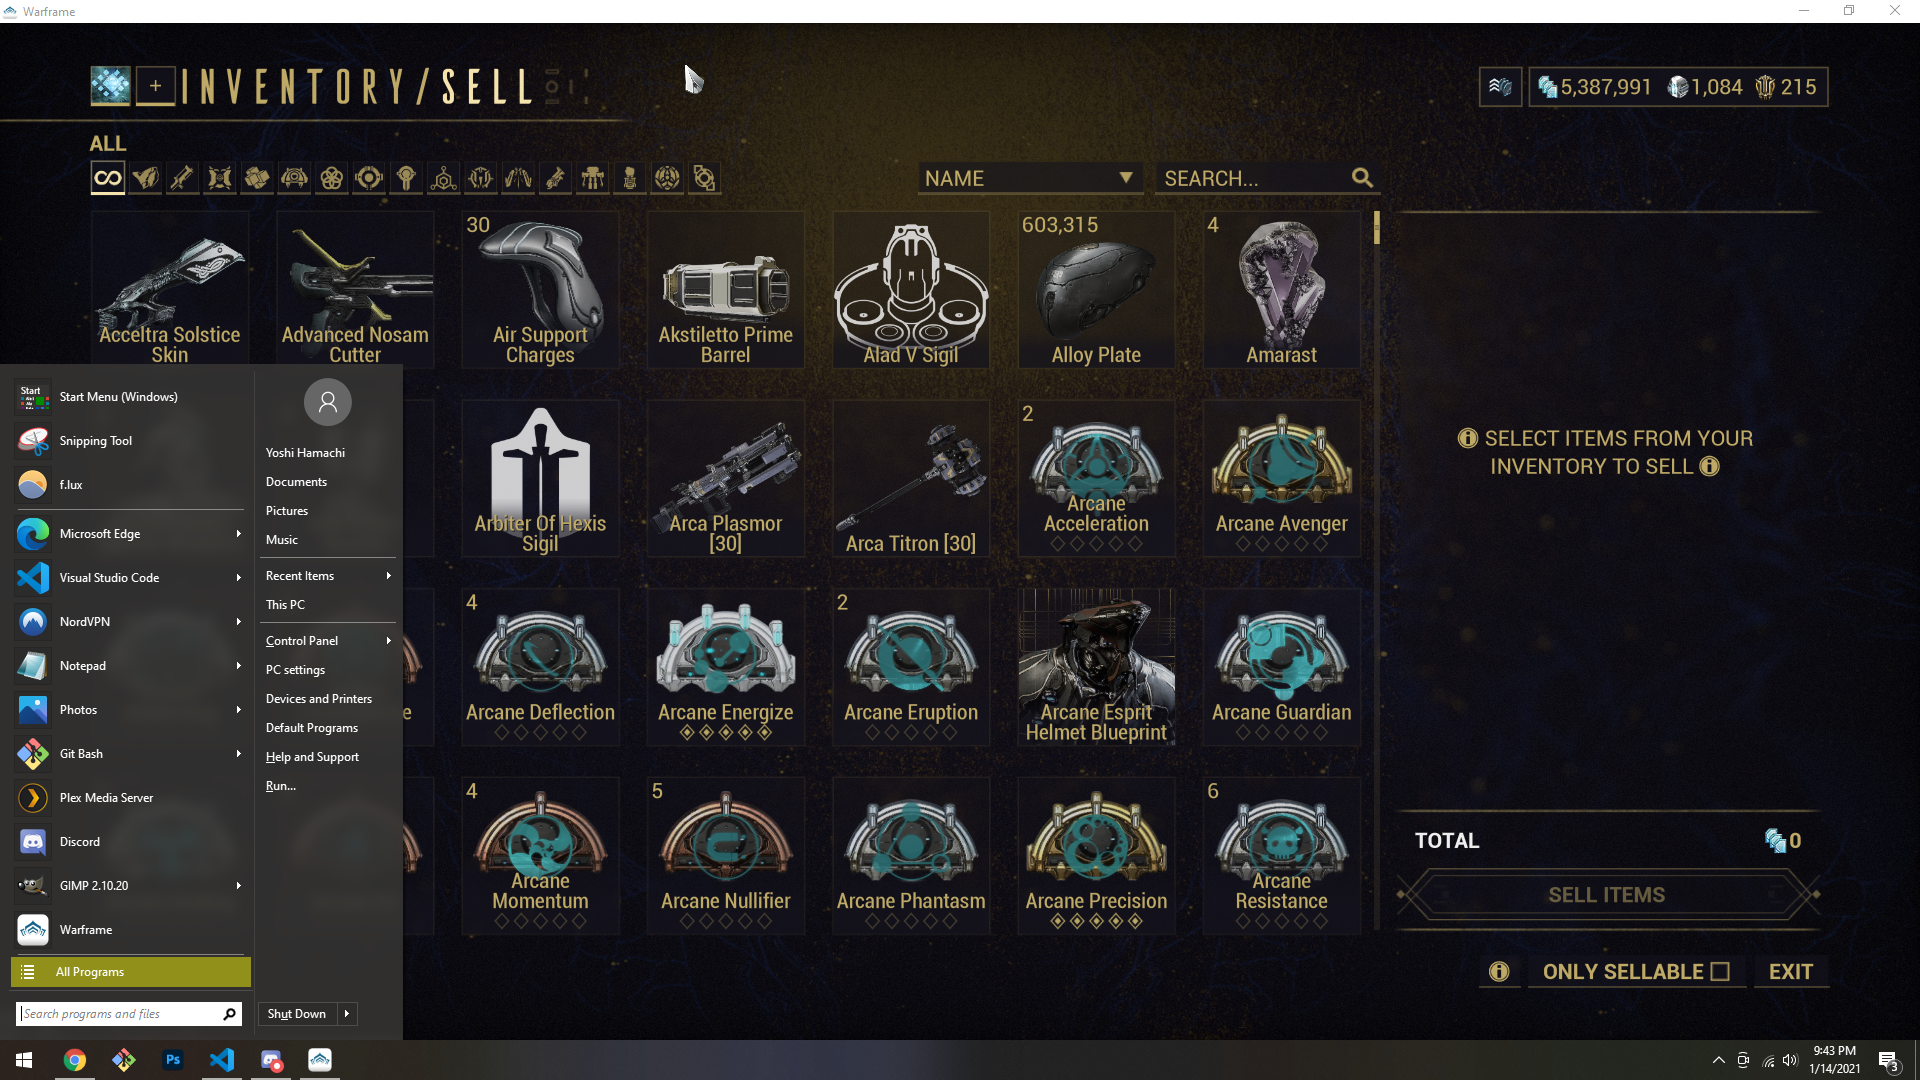 Warframe
INVENTORY/SELL
5,387,991 1,084 215
ALL
NAME
SEARCH...
30
603,315
4
Acceltra Solstice
Skin
Advanced Nosam
Cutter
Air Support
Charges
Akstiletto Prime
Barrel
Alad V Sigil
Alloy Plate
Amarast
Arbiter Of Hexis
Sigil
Arca Plasmor
[30]
Arca Titron [30]
2
Arcane
Acceleration
Arcane Avenger
4
Arcane Deflection
Arcane Energize
2
Arcane Eruption
Arcane Esprit
Helmet Blueprint
Arcane Guardian
e
4
Arcane
Momentum
5
Arcane Nullifier
Arcane Phantasm
Arcane Precision
6
Arcane
Resistance
SELECT ITEMS FROM YOUR
INVENTORY TO SELL
TOTAL
0
SELL ITEMS
ONLY SELLABLE
EXIT
Start
Start Menu (Windows)
Snipping Tool
f.lux
Microsoft Edge
Visual Studio Code
NordVPN
Notepad
Photos
Git Bash
Plex Media Server
Discord
GIMP 2.10.20
Warframe
All Programs
Search programs and files
Yoshi Hamachi
Documents
Pictures
Music
Recent Items
This PC
Control Panel
PC settings
Devices and Printers
Default Programs
Help and Support
Run...
Shut Down
Ps
9:43 PM
1/14/2021
3